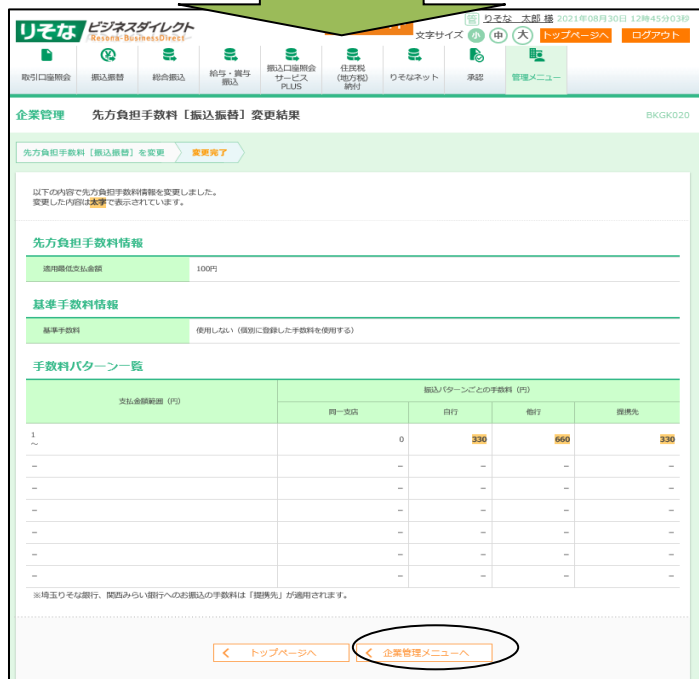 りそな ビジネスダイレクト
Resona-BusinessDirect
管 りそな 太郎 様 2021年08月30日 12時45分03秒
文字サイズ 小 中 大 トップページへ ログアウト
取引口座照会 振込振替 総合振込 給与・賞与振込 振込口座照会サービスPLUS 住民税(地方税)納付 りそなネット 承認 管理メニュー
企業管理 先方負担手数料［振込振替］変更結果 BKGK020
先方負担手数料［振込振替］を変更 変更完了
以下の内容で先方負担手数料情報を変更しました。
変更した内容は太字で表示されています。
先方負担手数料情報
適用最低支払金額 100円
基準手数料情報
基準手数料 使用しない（個別に登録した手数料を使用する）
手数料パターン一覧
支払金額範囲（円） 振込パターンごとの手数料（円）
同一支店 自行 他行 提携先
1
～ 0 330 660 330
－ － － － －
－ － － － －
－ － － － －
－ － － － －
－ － － － －
－ － － － －
※埼玉りそな銀行、関西みらい銀行へのお振込の手数料は「提携先」が適用されます。
トップページへ 企業管理メニューへ